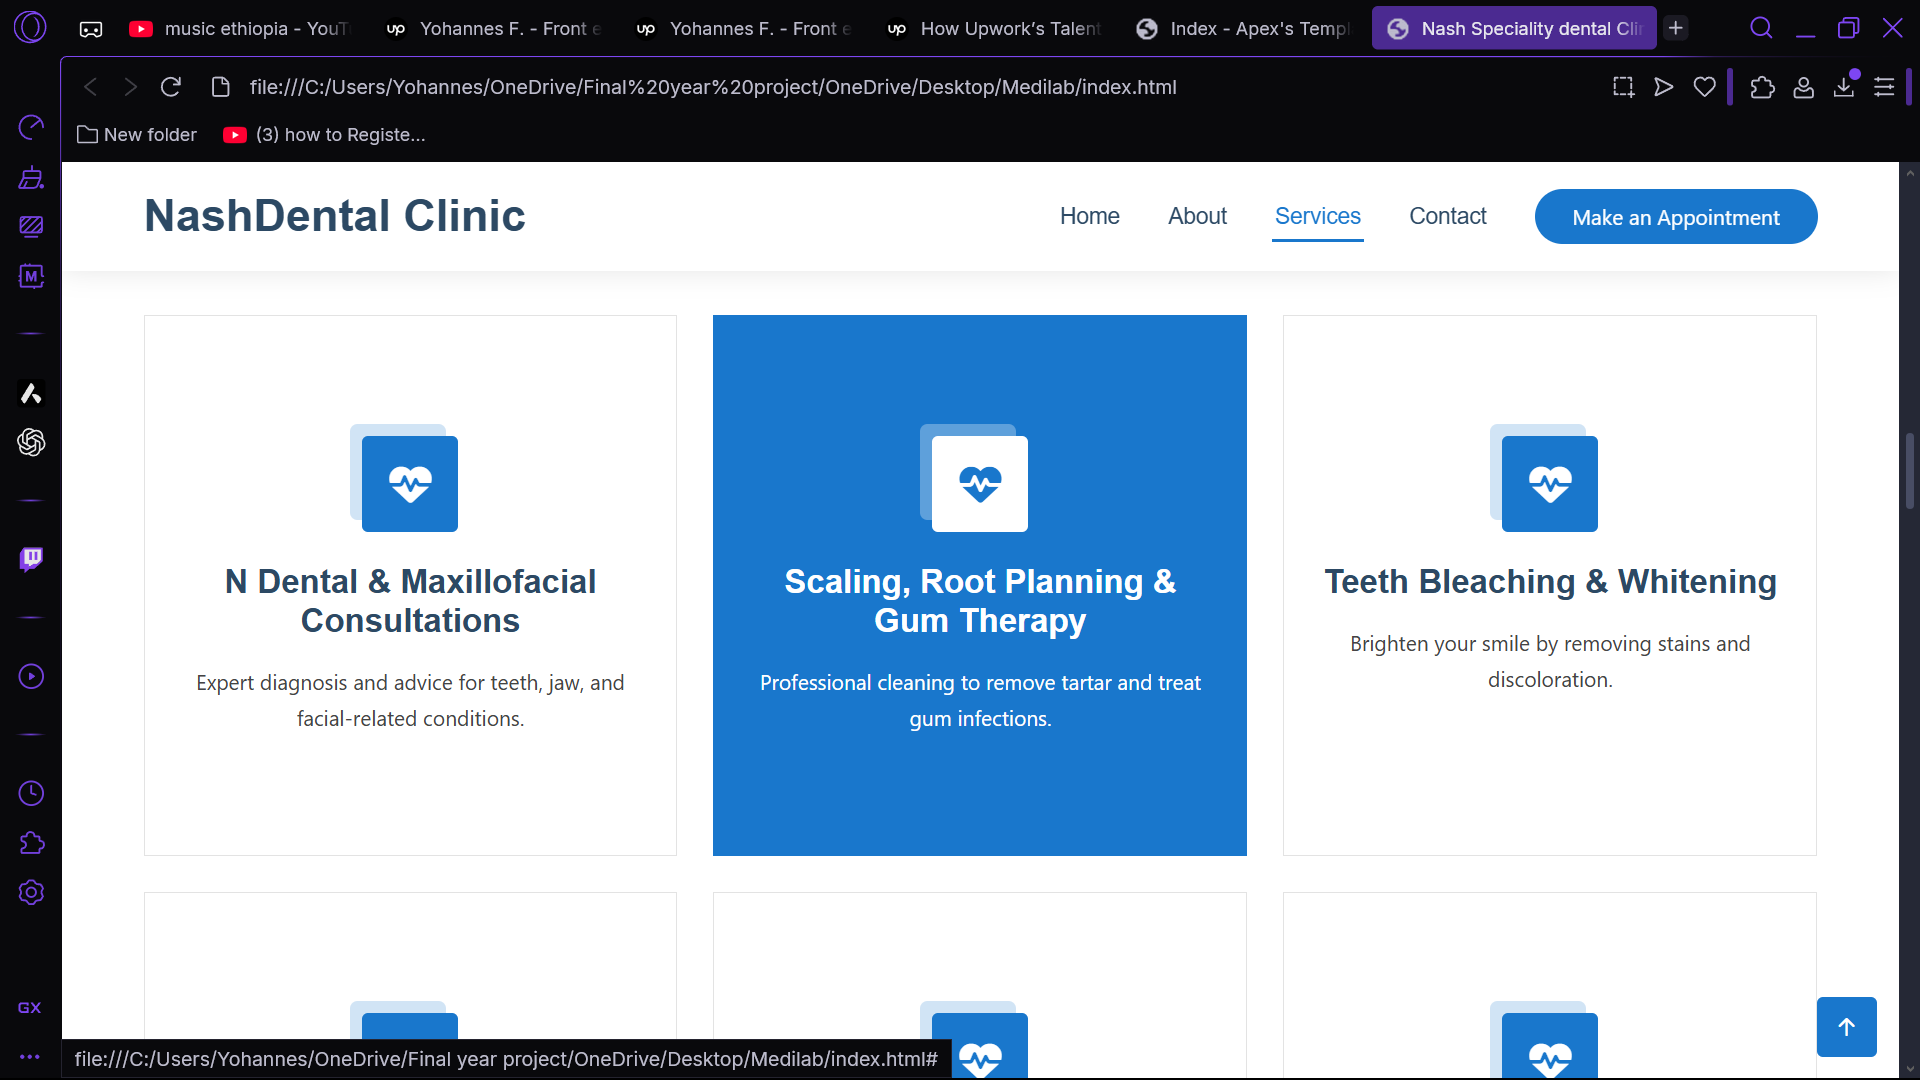 music ethiopia - YouT
up Yohannes F. - Front e
up Yohannes F. - Front e
up How Upwork’s Talent
Index - Apex's Templ
Nash Speciality dental Cli
file:///C:/Users/Yohannes/OneDrive/Final%20year%20project/OneDrive/Desktop/Medilab/index.html
New folder
(3) how to Registe...
M
GX
NashDental Clinic
Home
About
Services
Contact
Make an Appointment
N Dental & Maxillofacial
Consultations
Expert diagnosis and advice for teeth, jaw, and
facial-related conditions.
Scaling, Root Planning &
Gum Therapy
Professional cleaning to remove tartar and treat
gum infections.
Teeth Bleaching & Whitening
Brighten your smile by removing stains and
discoloration.
file:///C:/Users/Yohannes/OneDrive/Final year project/OneDrive/Desktop/Medilab/index.html#